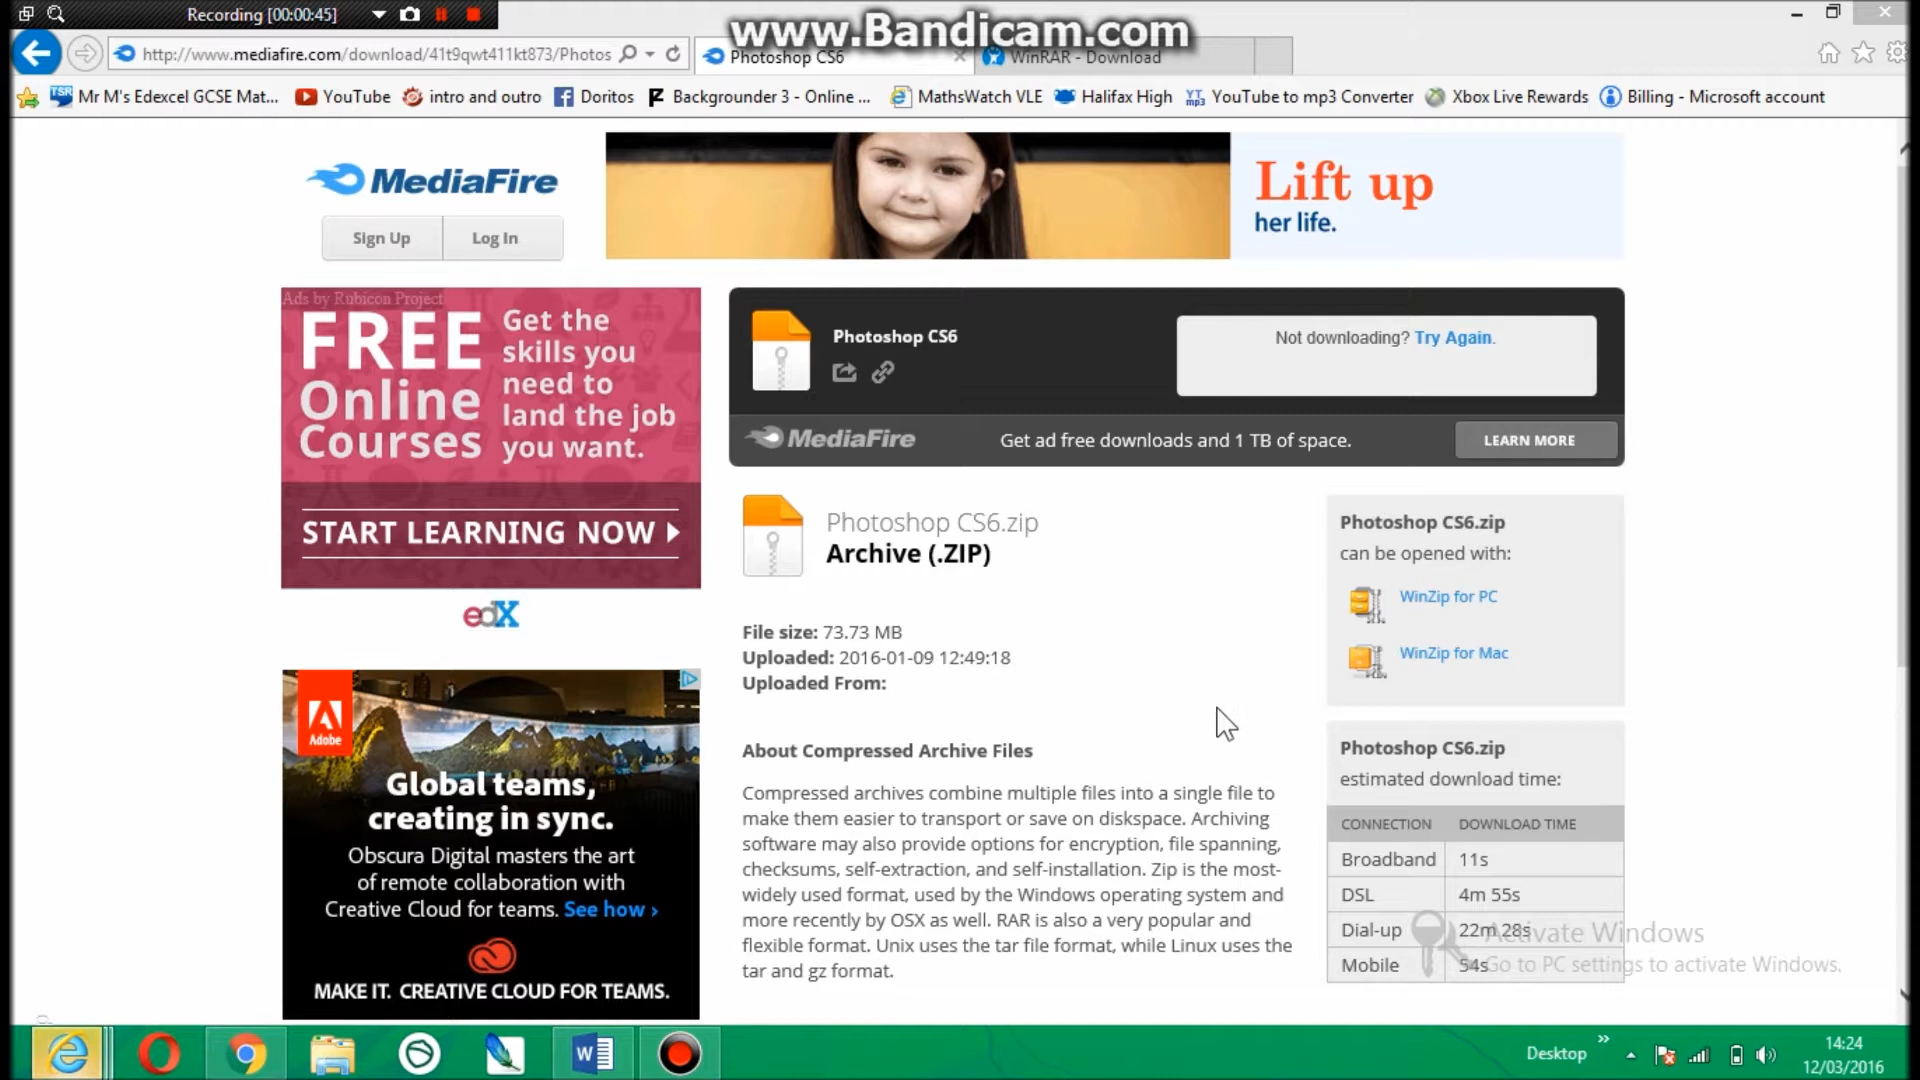 Recording [00:00:45]
www.Bandicam.com
http://www.mediafire.com/download/41t9qwt411kt873/Photos
Photoshop CS6
WinRAR - Download
Mr M's Edexcel GCSE Mat...
YouTube
intro and outro
Doritos
Backgrounder 3 - Online ...
MathsWatch VLE
Halifax High
YouTube to mp3 Converter
Xbox Live Rewards
Billing - Microsoft account
MediaFire
Sign Up
Log In
Lift up
her life.
Ads by Rubicon Project
FREE
Online
Courses
Get the
skills you
need to
land the job
you want.
START LEARNING NOW
edX
Photoshop CS6
Not downloading? Try Again.
MediaFire
Get ad free downloads and 1 TB of space.
LEARN MORE
Photoshop CS6.zip
Archive (.ZIP)
File size: 73.73 MB
Uploaded: 2016-01-09 12:49:18
Uploaded From:
About Compressed Archive Files
Compressed archives combine multiple files into a single file to
make them easier to transport or save on diskspace. Archiving
software may also provide options for encryption, file spanning,
checksums, self-extraction, and self-installation. Zip is the most-
widely used format, used by the Windows operating system and
more recently by OSX as well. RAR is also a very popular and
flexible format. Unix uses the tar file format, while Linux uses the
tar and gz format.
Photoshop CS6.zip
can be opened with:
WinZip for PC
WinZip for Mac
Photoshop CS6.zip
estimated download time:
CONNECTION DOWNLOAD TIME
Broadband 11s
DSL 4m 55s
Dial-up 22m 28s
Mobile 54s
Activate Windows
Go to PC settings to activate Windows.
Adobe
Global teams,
creating in sync.
Obscura Digital masters the art
of remote collaboration with
Creative Cloud for teams. See how ›
MAKE IT. CREATIVE CLOUD FOR TEAMS.
Desktop
14:24
12/03/2016